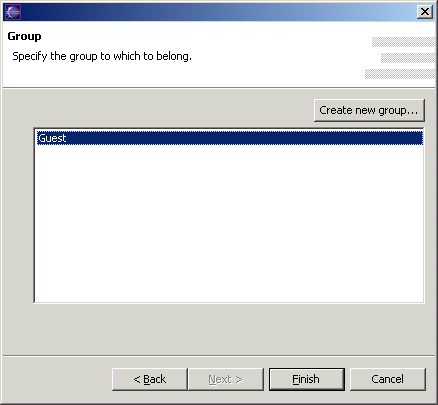 Group
Specify the group to which to belong.
Create new group...
Guest
< Back
Next >
Finish
Cancel